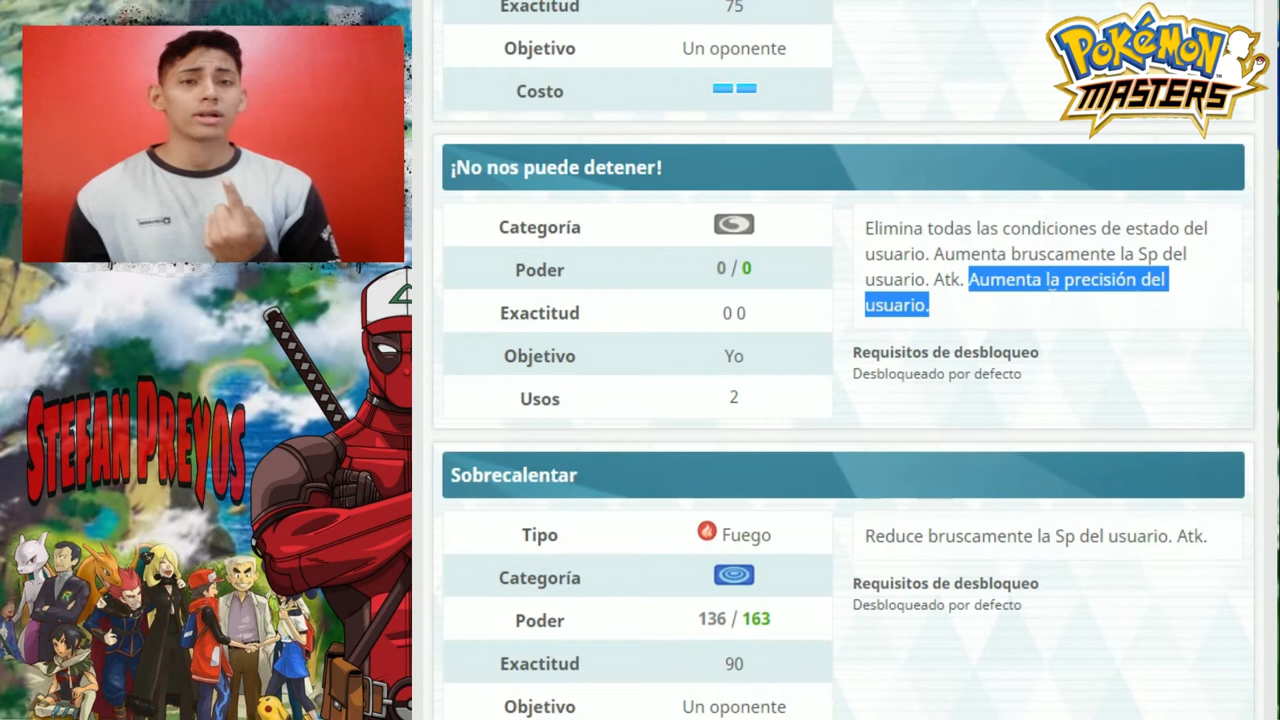 Exactitud 75
Objetivo Un oponente
Costo
POKéMON
MASTERS
¡No nos puede detener!
Categoría
Poder 0 / 0
Exactitud 0 0
Objetivo Yo
Usos 2
Elimina todas las condiciones de estado del
usuario. Aumenta bruscamente la Sp del
usuario. Atk. Aumenta la precisión del
usuario.
Requisitos de desbloqueo
Desbloqueado por defecto
STEFAN PREYOS
Sobrecalentar
Tipo Fuego
Categoría
Poder 136 / 163
Exactitud 90
Objetivo Un oponente
Reduce bruscamente la Sp del usuario. Atk.
Requisitos de desbloqueo
Desbloqueado por defecto